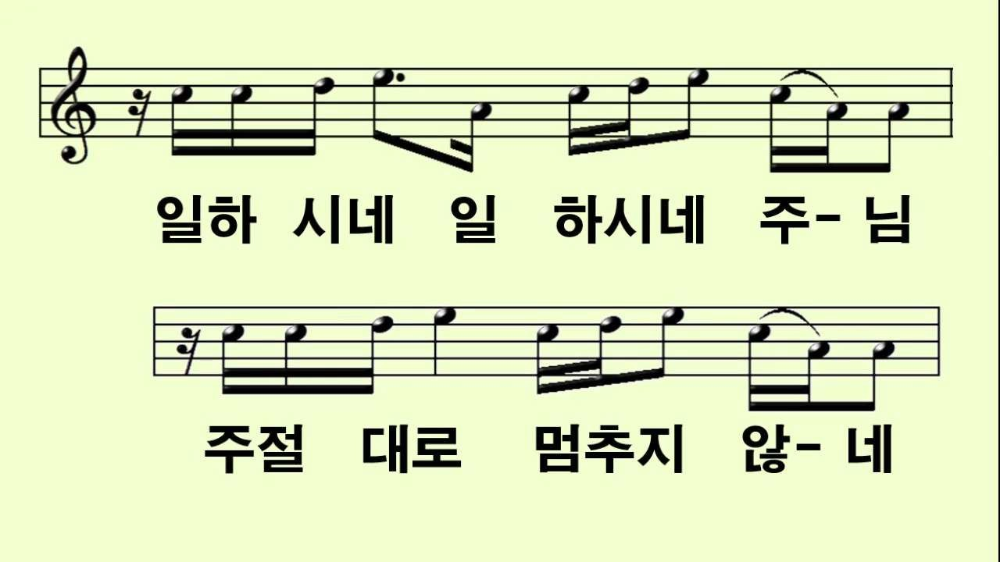 일하 시네 일 하시네 주- 님
주절 대로 멈추지 않- 네